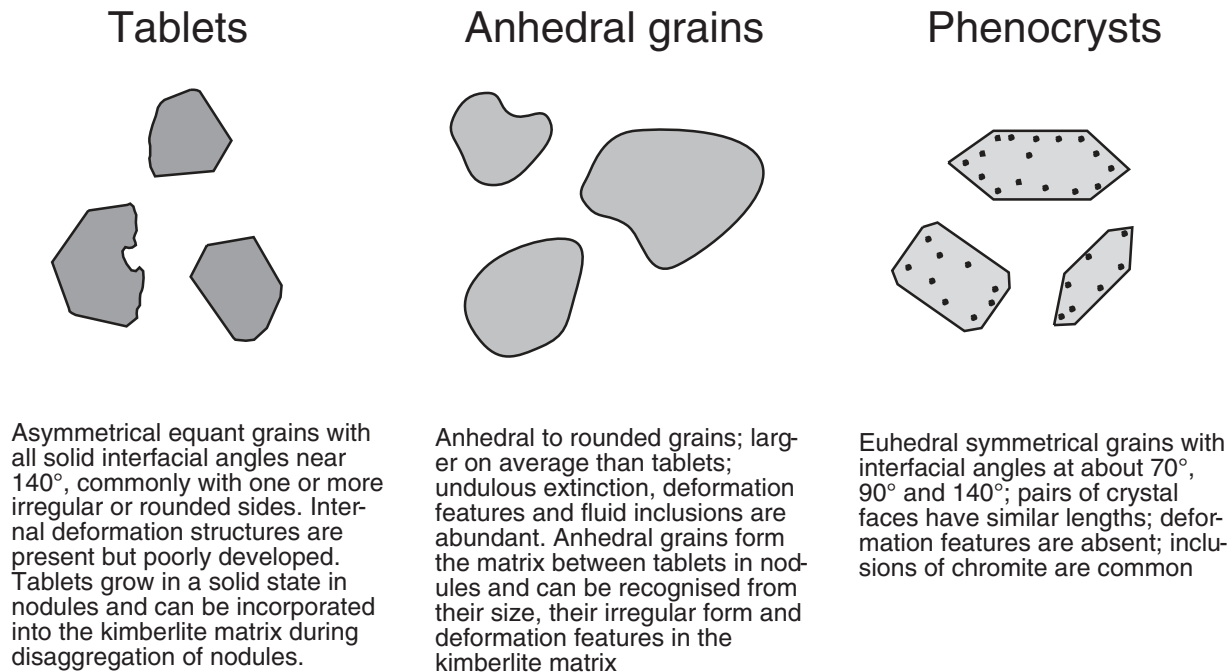 Tablets
Asymmetrical equant grains with
all solid interfacial angles near
140°, commonly with one or more
irregular or rounded sides. Inter-
nal deformation structures are
present but poorly developed.
Tablets grow in a solid state in
nodules and can be incorporated
into the kimberlite matrix during
disaggregation of nodules.
Anhedral grains
Anhedral to rounded grains; larg-
er on average than tablets;
undulous extinction, deformation
features and fluid inclusions are
abundant. Anhedral grains form
the matrix between tablets in nod-
ules and can be recognised from
their size, their irregular form and
deformation features in the
kimberlite matrix
Phenocrysts
Euhedral symmetrical grains with
interfacial angles at about 70°,
90° and 140°; pairs of crystal
faces have similar lengths; defor-
mation features are absent; inclu-
sions of chromite are common